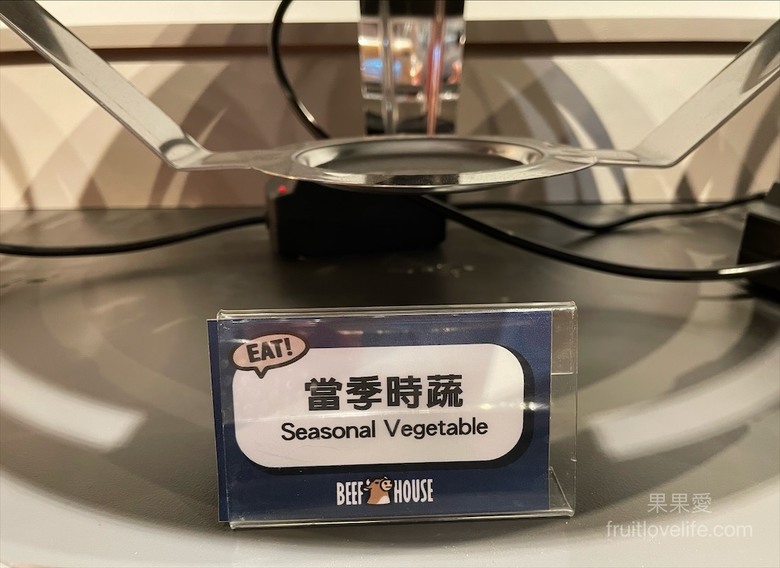 EAT!
當季時蔬
Seasonal Vegetable
BEEF HOUSE
果果愛
fruitlovelife.com